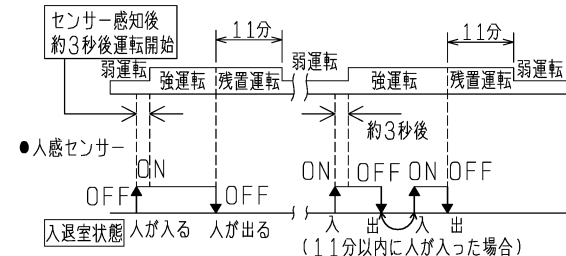 センサー感知後
約3秒後運転開始
11分
11分
弱運転
強運転
残置運転
弱運転
強運転
残置運転
弱運転
約3秒後
●人感センサー
ON
OFF
OFF
ON
OFF
ON
OFF
入退室状態
人が入る
人が出る
入
出
入
出
(11分以内に人が入った場合)